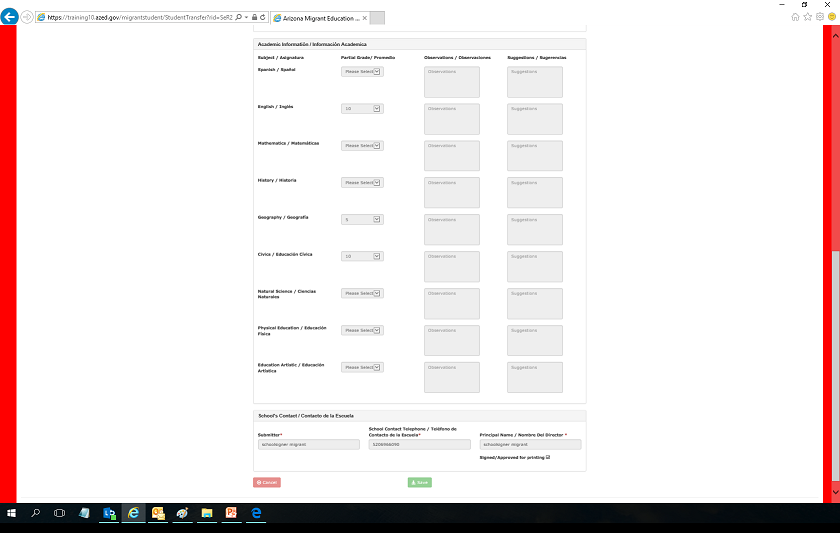 https://training10.azed.gov/migrantstudent/StudentTransfer?rid=SeR2
Arizona Migrant Education ...
Academic Information / Información Academica
Subject / Asignatura Partial Grade/ Promedio Observations / Observaciones Suggestions / Sugerencias
Spanish / Español Please Select Observations Suggestions
English / Inglés 10 Observations Suggestions
Mathematics / Matemáticas Please Select Observations Suggestions
History / Historia Please Select Observations Suggestions
Geography / Geografía 5 Observations Suggestions
Civics / Educación Cívica 10 Observations Suggestions
Natural Science / Ciencias Please Select Observations Suggestions
Naturales
Physical Education / Educación Please Select Observations Suggestions
Física
Education Artistic / Educación Please Select Observations Suggestions
Artística
School's Contact / Contacto de la Escuela
School Contact Telephone / Teléfono de
Submitter* Contacto de la Escuela* Principal Name / Nombre Del Director *
schoolsigner migrant schoolsigner migrant
Signed/Approved for printing
Cancel Save